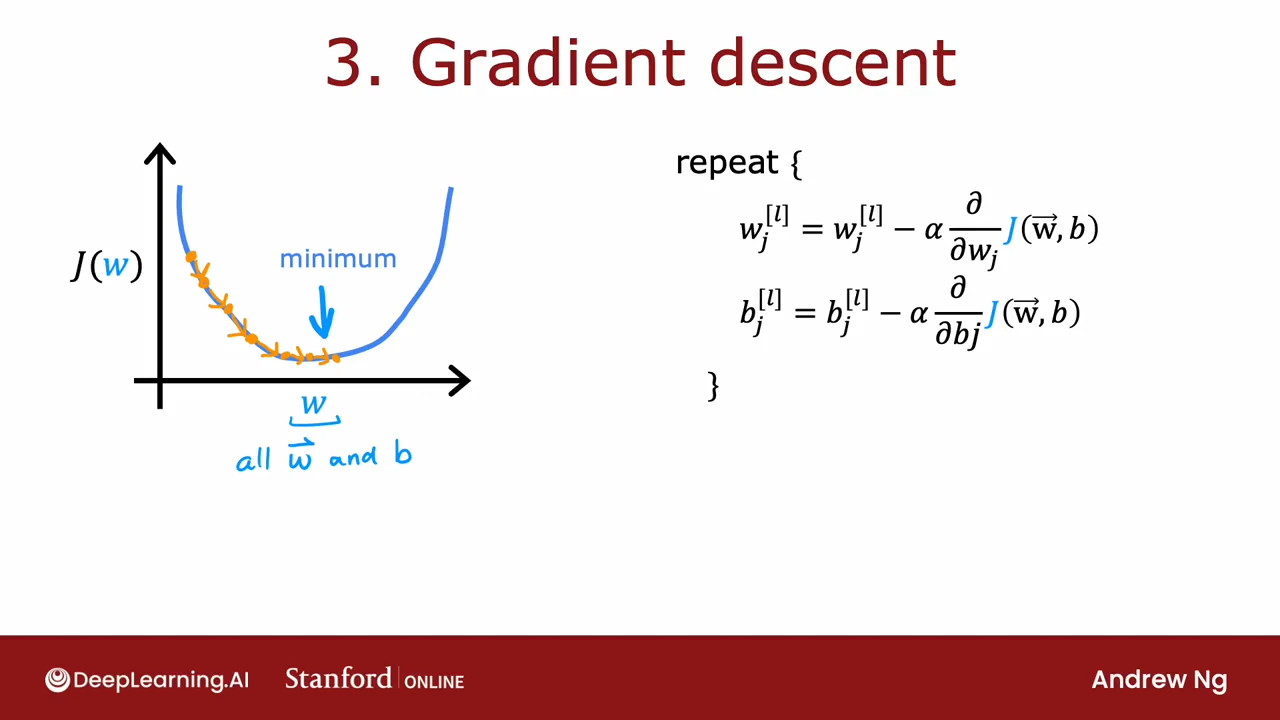 3. Gradient descent
J(w)
minimum
w
all w⃗ and b
repeat {
w_j^[l] = w_j^[l] − α ∂/∂w_j J(w⃗, b)
b_j^[l] = b_j^[l] − α ∂/∂bj J(w⃗, b)
}
DeepLearning.AI
Stanford | ONLINE
Andrew Ng